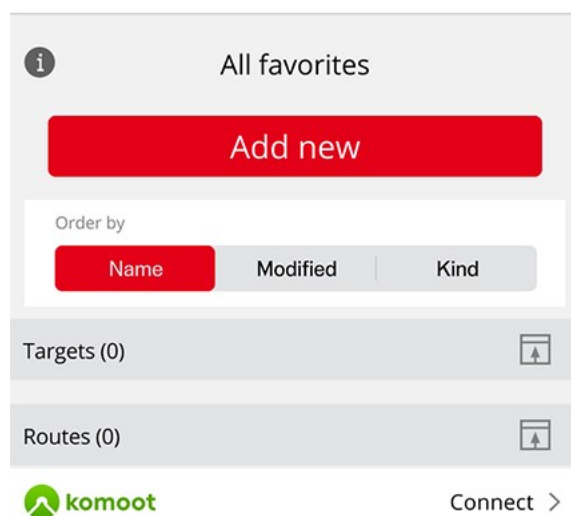 All favorites
Add new
Order by
Name Modified Kind
Targets (0)
Routes (0)
komoot Connect